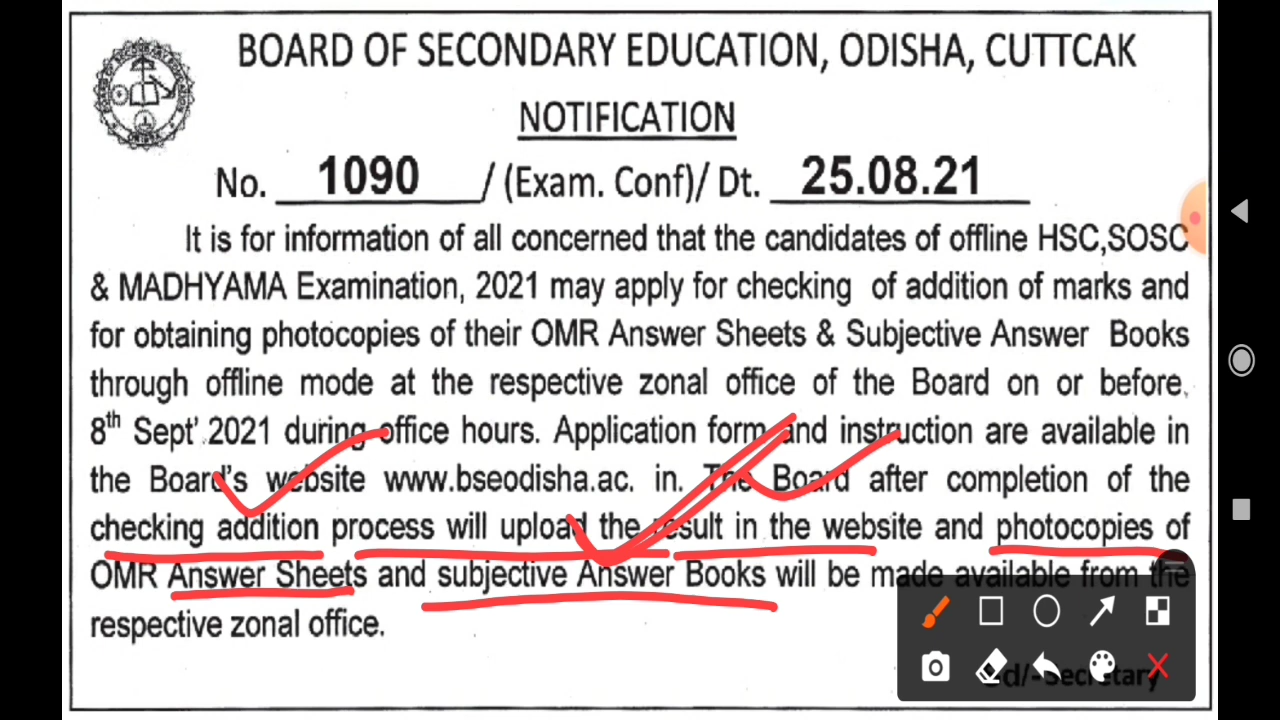 BOARD OF SECONDARY EDUCATION, ODISHA, CUTTCAK
NOTIFICATION
No. 1090 / (Exam. Conf)/ Dt. 25.08.21
It is for information of all concerned that the candidates of offline HSC,SOSC
& MADHYAMA Examination, 2021 may apply for checking of addition of marks and
for obtaining photocopies of their OMR Answer Sheets & Subjective Answer Books
through offline mode at the respective zonal office of the Board on or before.
8th Sept' 2021 during office hours. Application form and instruction are available in
the Board's website www.bseodisha.ac. in. The Board after completion of the
checking addition process will upload the result in the website and photocopies of
OMR Answer Sheets and subjective Answer Books will be made available from the
respective zonal office.
Sd/-Secretary